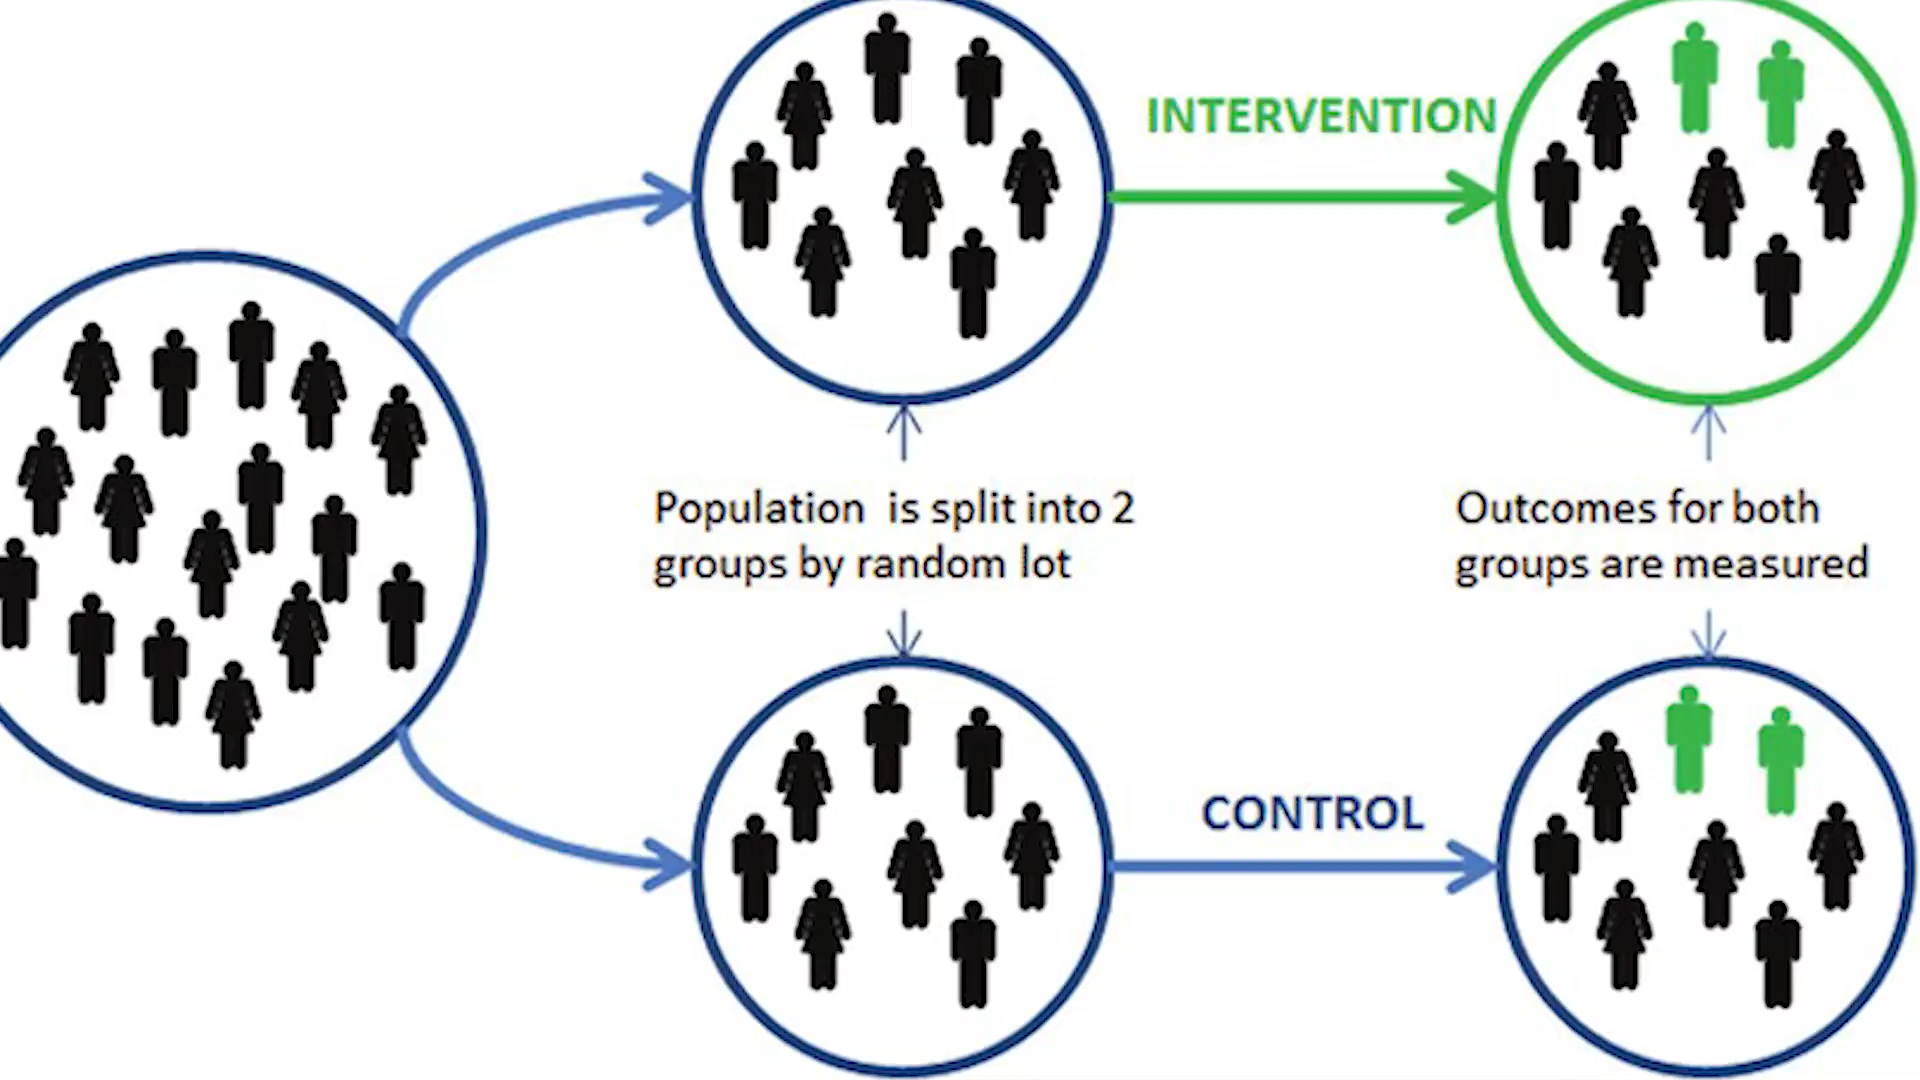 INTERVENTION
Population  is split into 2
groups by random lot
Outcomes for both
groups are measured
CONTROL